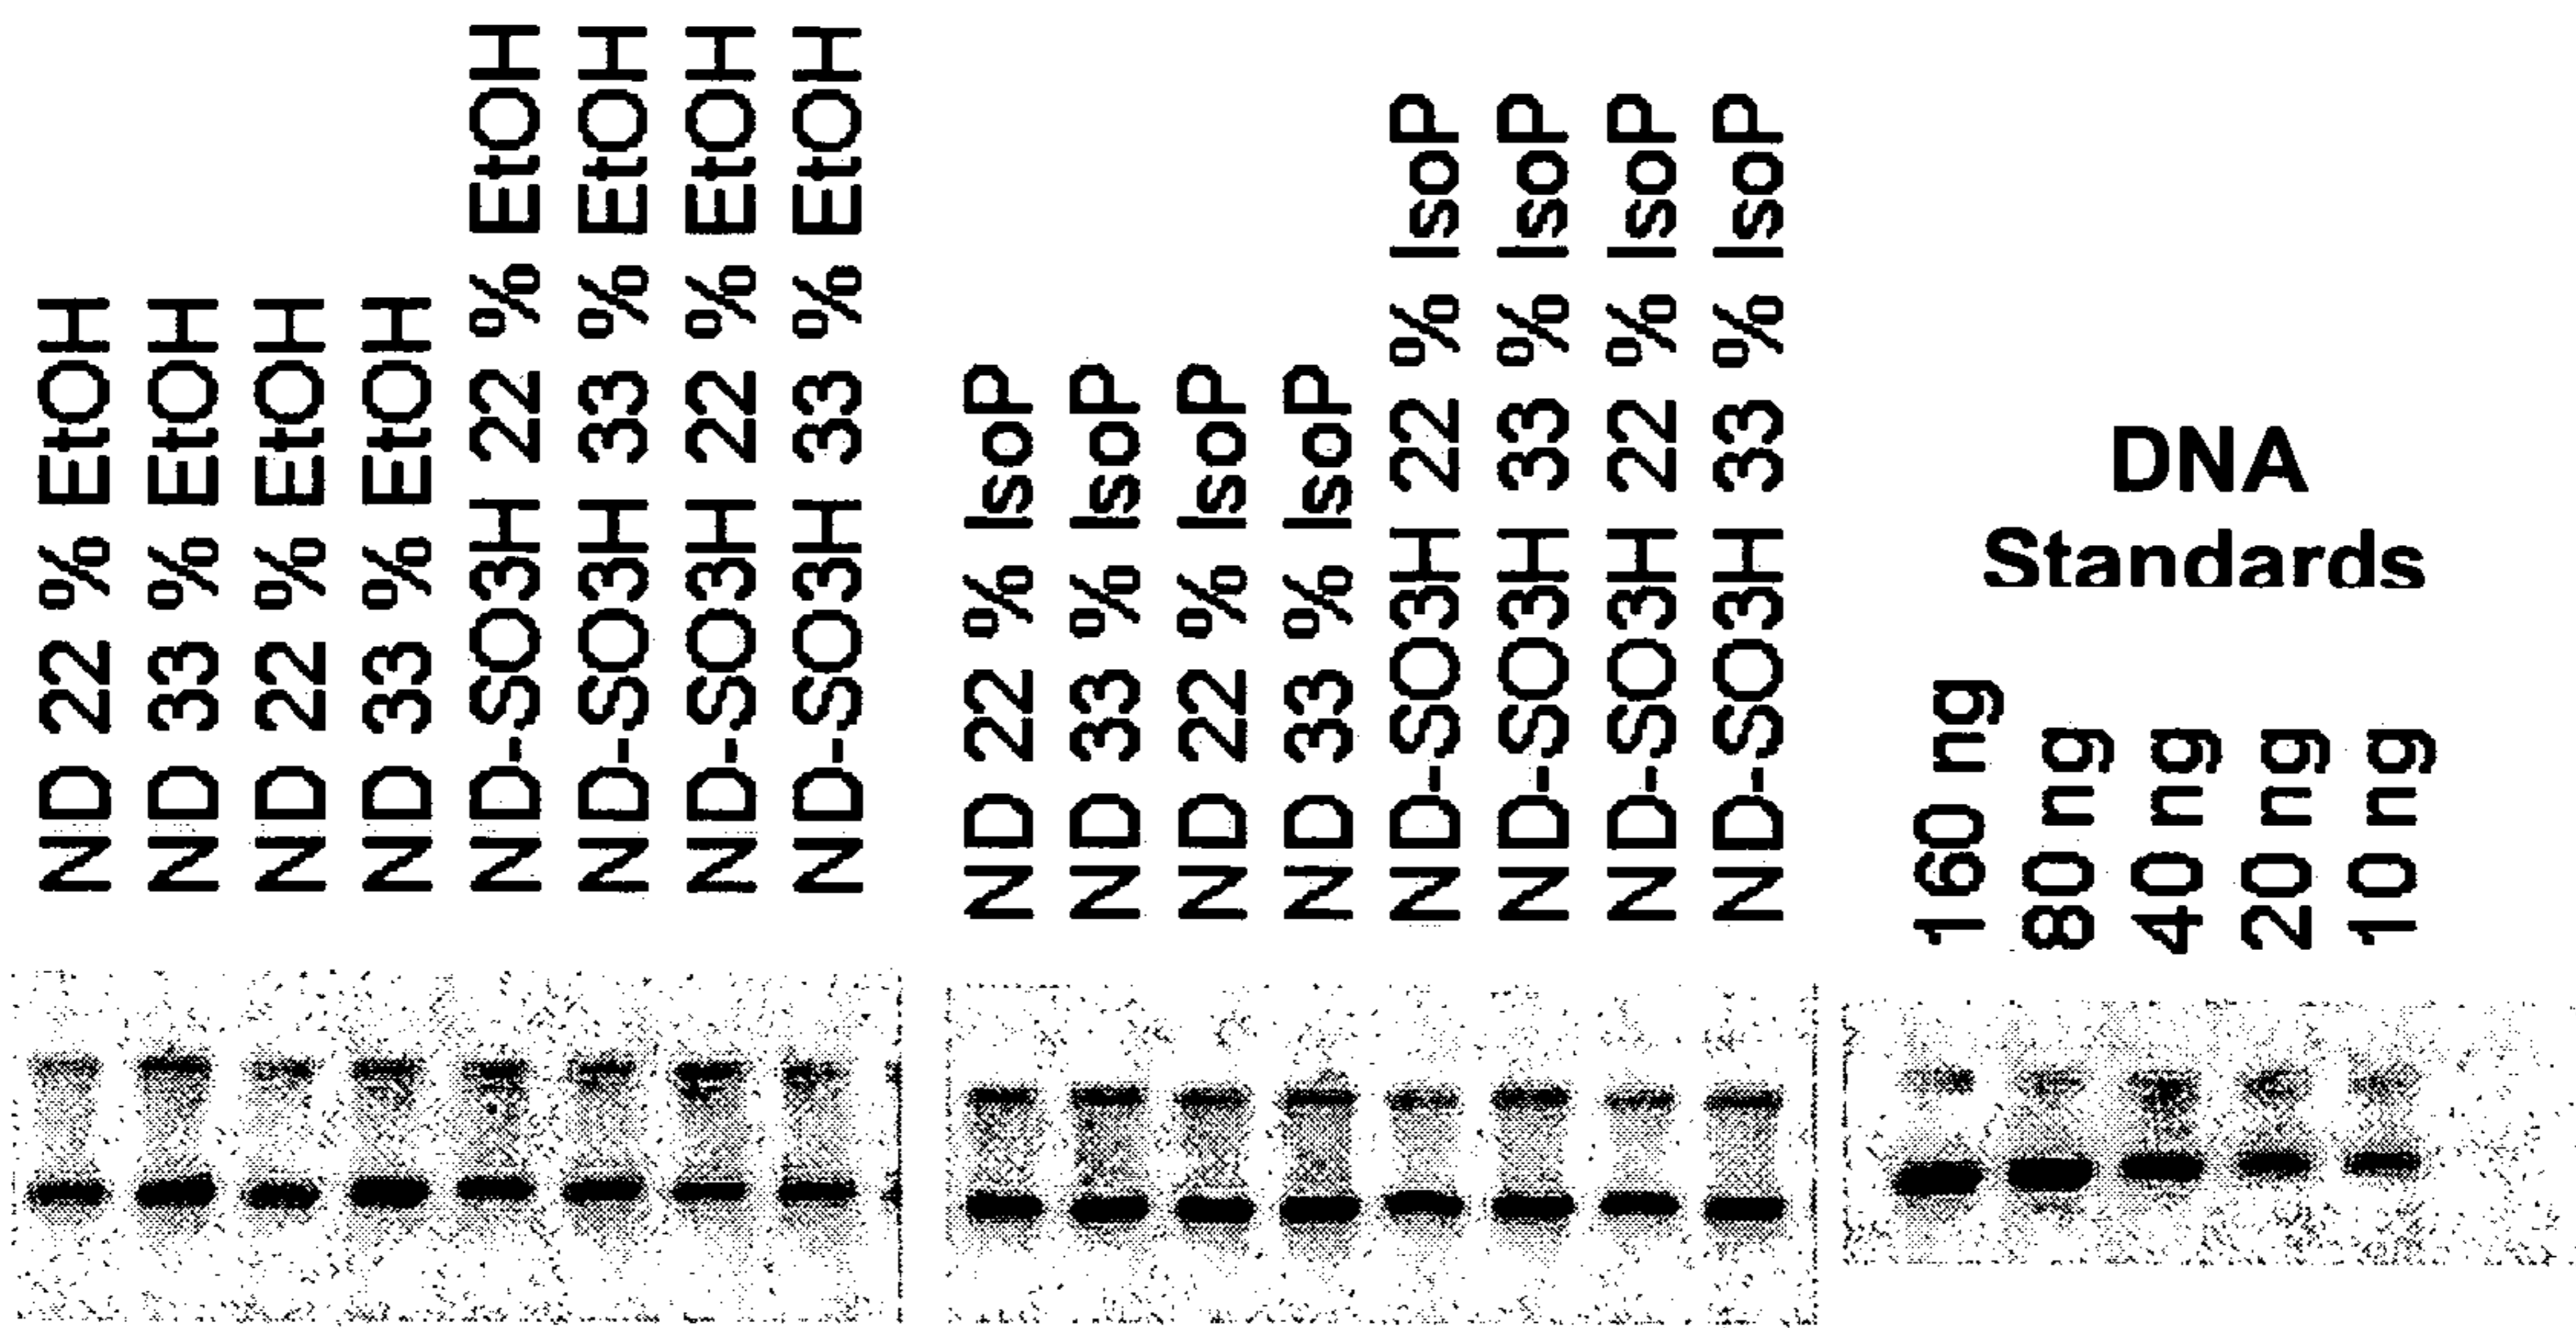 ND 22 % EtOH
ND 33 % EtOH
ND 22 % EtOH
ND 33 % EtOH
ND-SO3H 22 % EtOH
ND-SO3H 33 % EtOH
ND-SO3H 22 % EtOH
ND-SO3H 33 % EtOH
ND 22 % IsoP
ND 33 % IsoP
ND 22 % IsoP
ND 33 % IsoP
ND-SO3H 22 % IsoP
ND-SO3H 33 % IsoP
ND-SO3H 22 % IsoP
ND-SO3H 33 % IsoP
DNA
Standards
160 ng
80 ng
40 ng
20 ng
10 ng